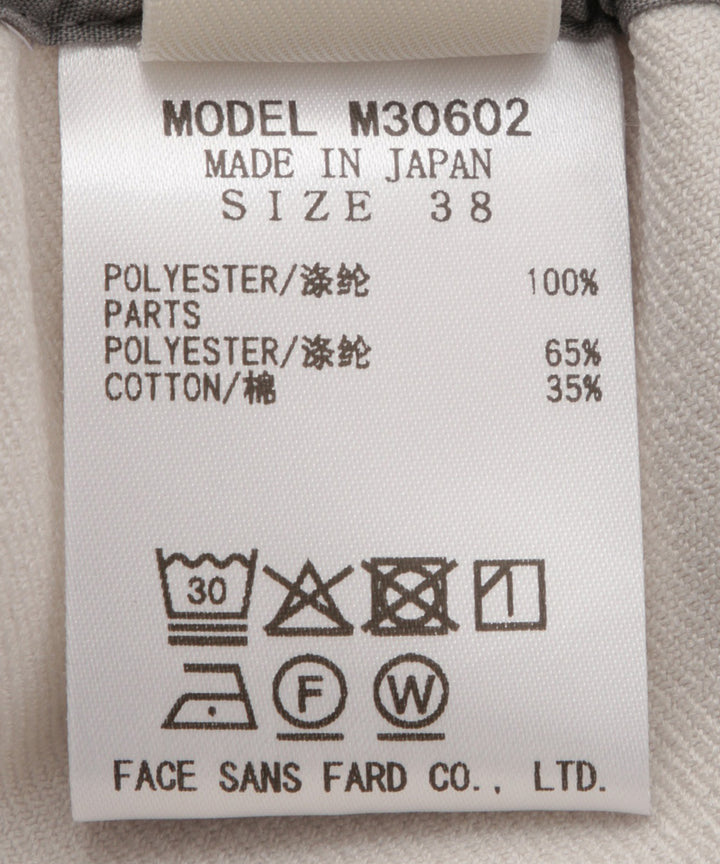 MODEL M30602
MADE IN JAPAN
SIZE 38
POLYESTER/涤纶 100%
PARTS
POLYESTER/涤纶 65%
COTTON/棉 35%
30
F W
FACE SANS FARD CO., LTD.